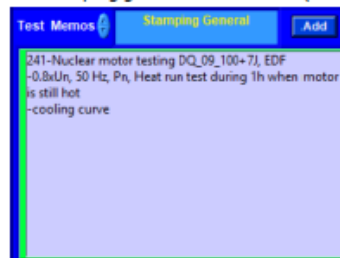 Test Memos
Stamping General
Add
241-Nuclear motor testing DQ_09_100+7J, EDF
-0.8xUn, 50 Hz, Pn, Heat run test during 1h when motor
is still hot
-cooling curve